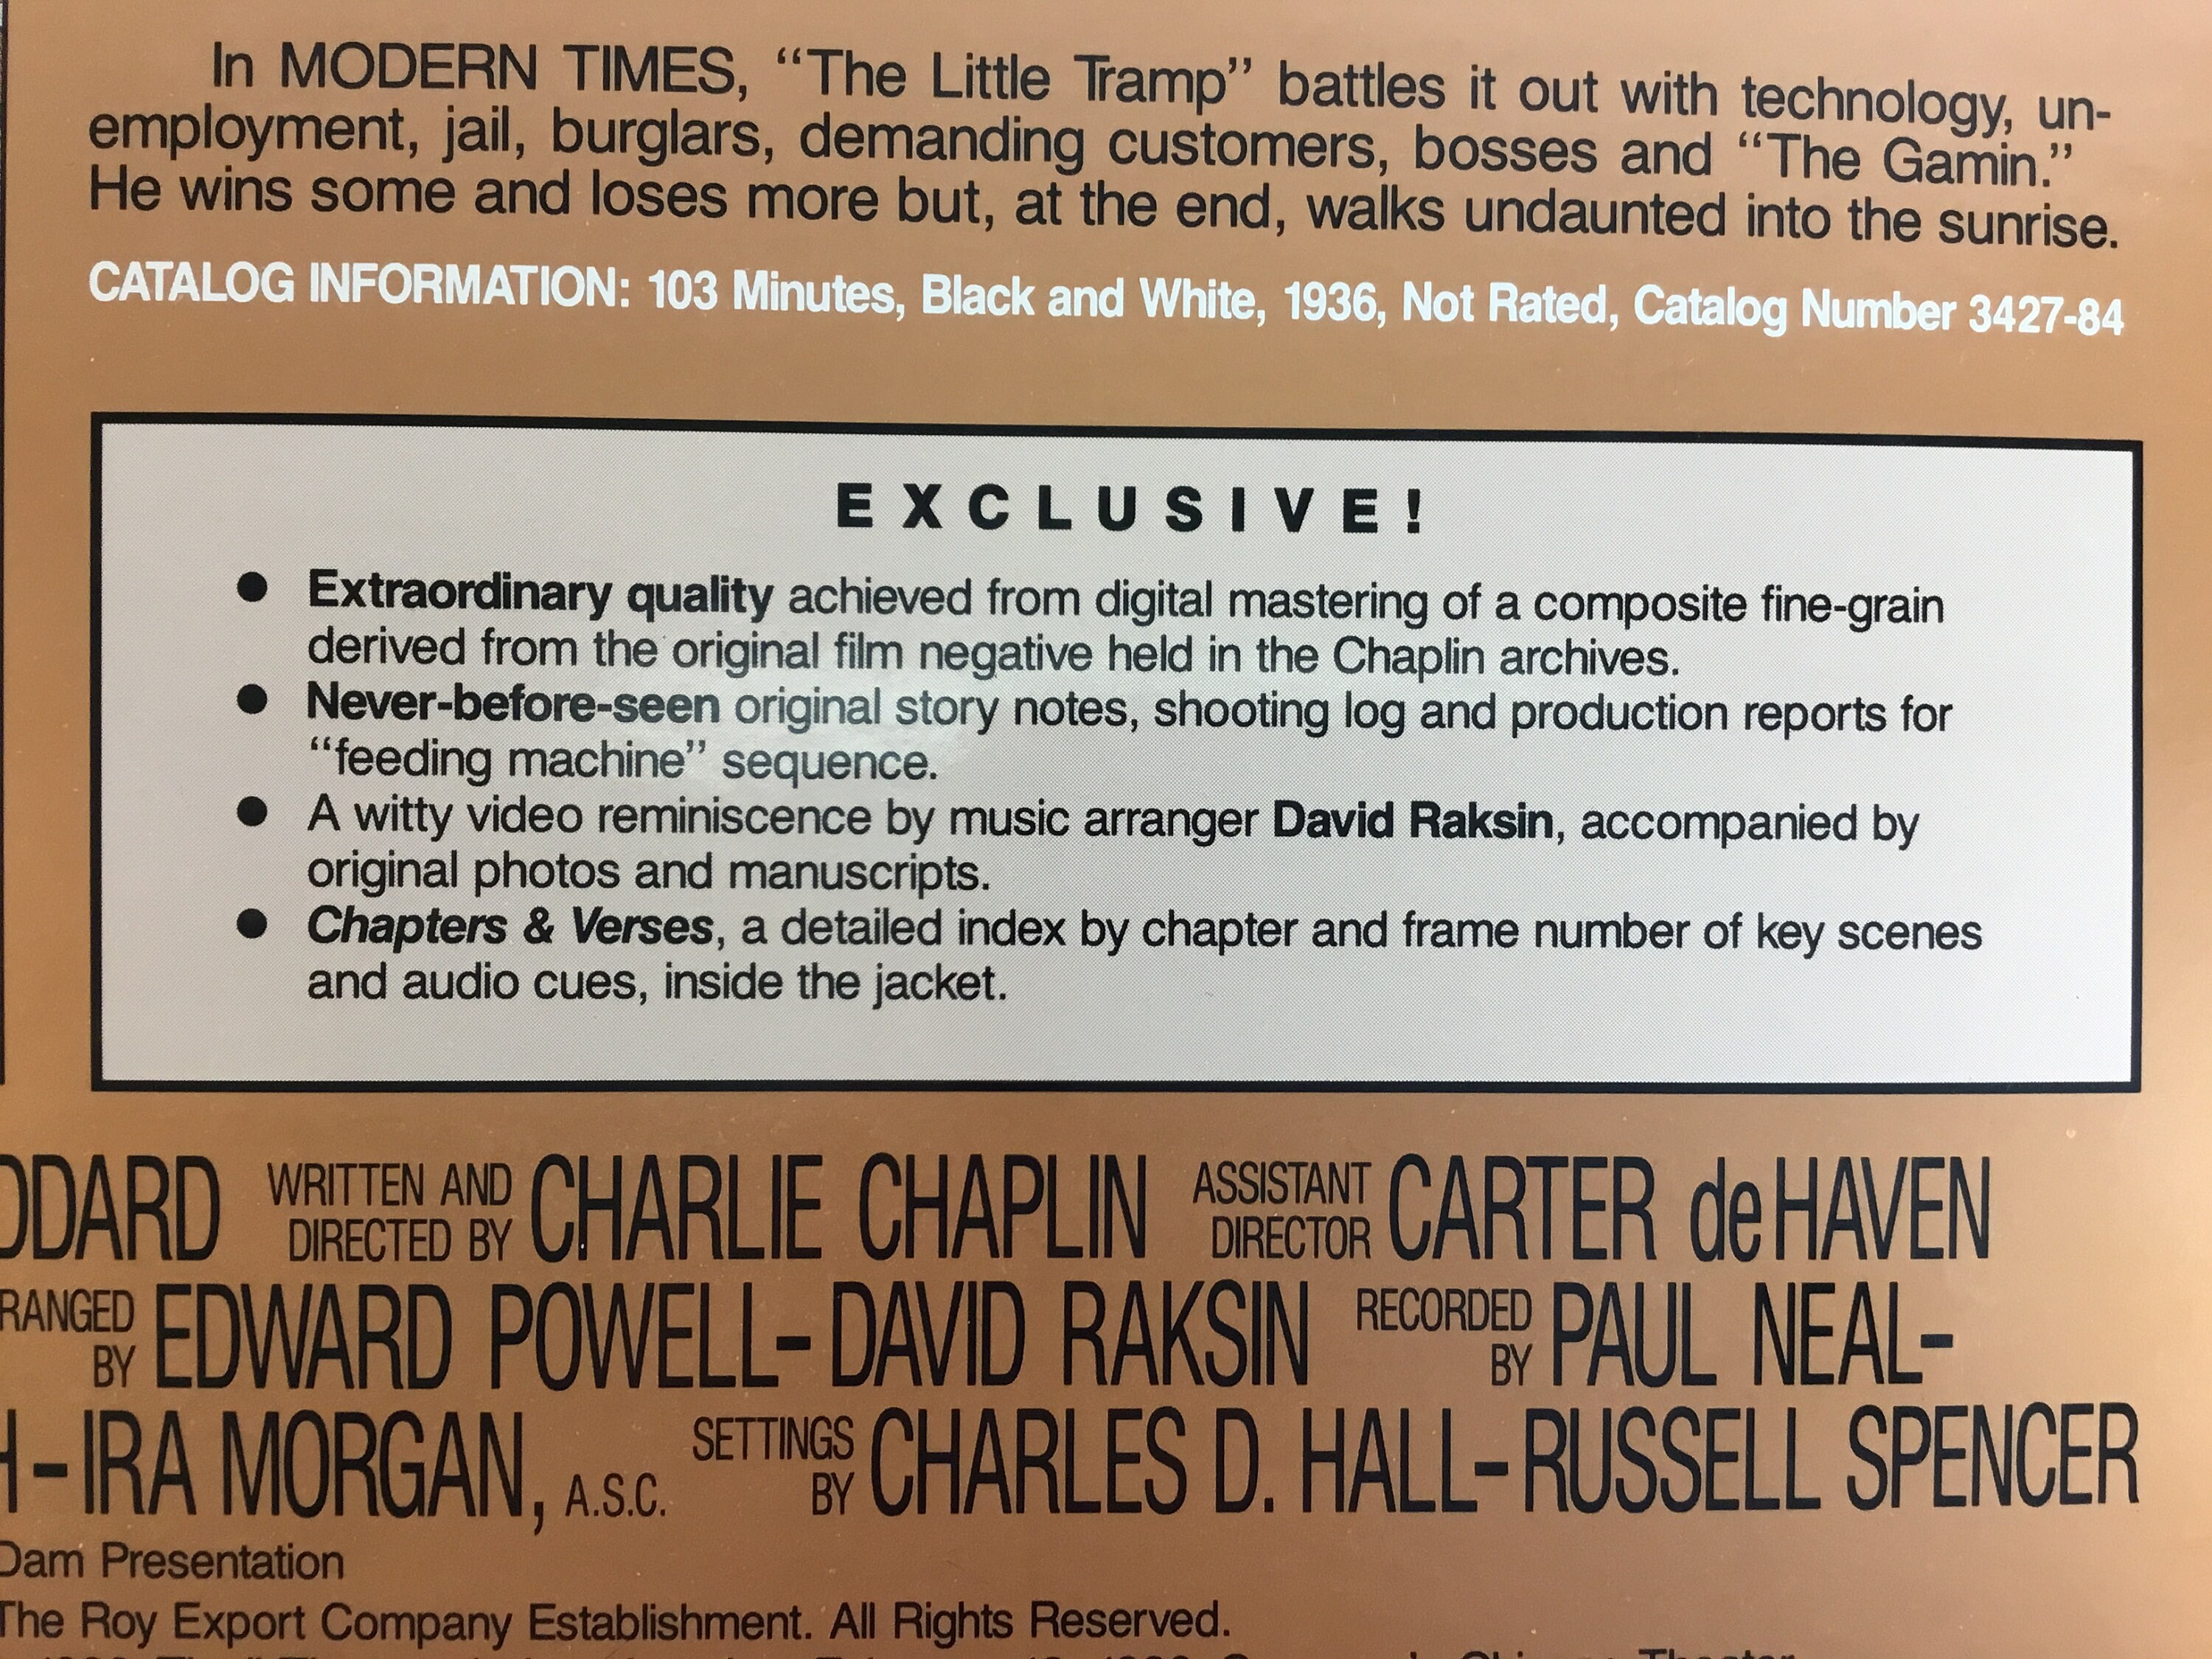 In MODERN TIMES, “The Little Tramp” battles it out with technology, un-
employment, jail, burglars, demanding customers, bosses and “The Gamin.”
He wins some and loses more but, at the end, walks undaunted into the sunrise.
CATALOG INFORMATION: 103 Minutes, Black and White, 1936, Not Rated, Catalog Number 3427-84
EXCLUSIVE!
● Extraordinary quality achieved from digital mastering of a composite fine-grain
derived from the original film negative held in the Chaplin archives.
● Never-before-seen original story notes, shooting log and production reports for
“feeding machine” sequence.
● A witty video reminiscence by music arranger David Raksin, accompanied by
original photos and manuscripts.
● Chapters & Verses, a detailed index by chapter and frame number of key scenes
and audio cues, inside the jacket.
DDARD WRITTEN AND DIRECTED BY CHARLIE CHAPLIN ASSISTANT DIRECTOR CARTER deHAVEN
RANGED BY EDWARD POWELL-DAVID RAKSIN RECORDED BY PAUL NEAL-
H-IRA MORGAN, A.S.C. SETTINGS BY CHARLES D. HALL-RUSSELL SPENCER
Dam Presentation
The Roy Export Company Establishment. All Rights Reserved.